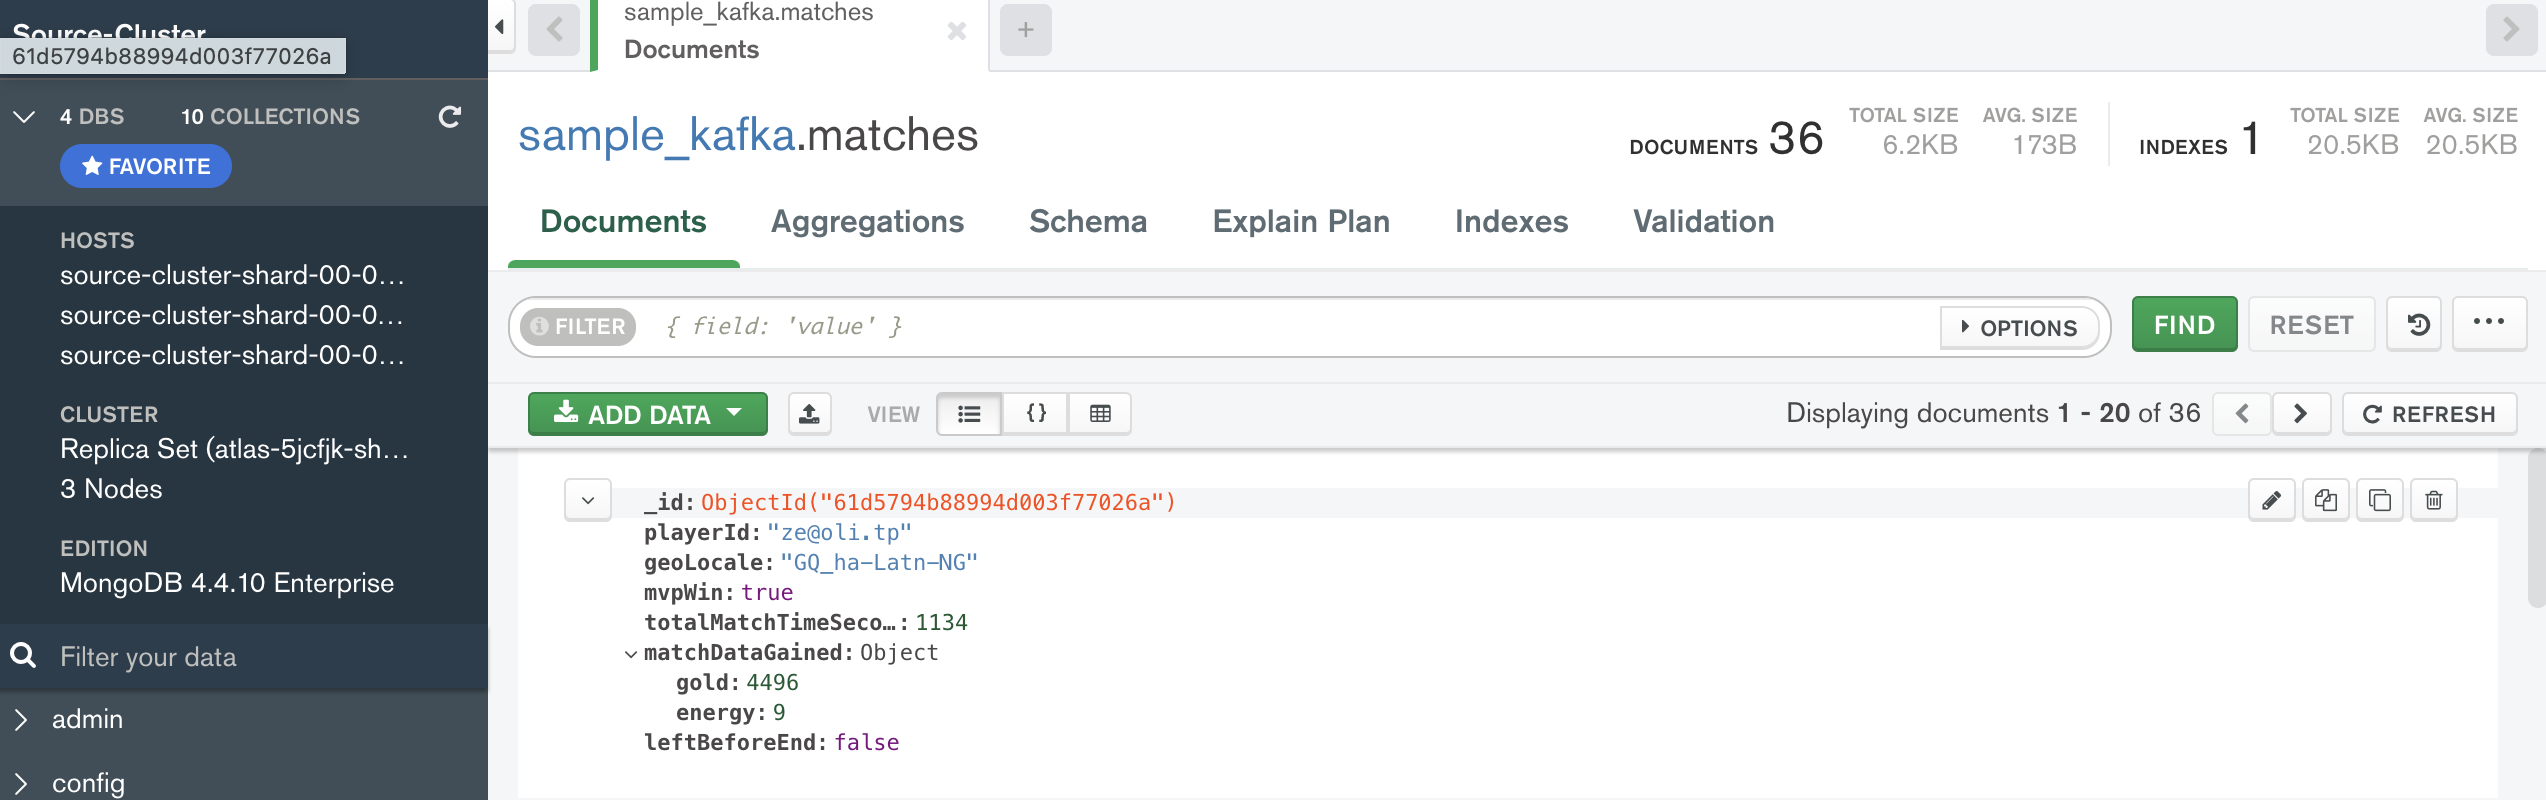 Source-Cluster
61d5794b88994d003f77026a
4 DBS 10 COLLECTIONS
FAVORITE
HOSTS
source-cluster-shard-00-0...
source-cluster-shard-00-0...
source-cluster-shard-00-0...
CLUSTER
Replica Set (atlas-5jcfjk-sh...
3 Nodes
EDITION
MongoDB 4.4.10 Enterprise
Filter your data
admin
config
sample_kafka.matches
Documents
sample_kafka.matches
DOCUMENTS 36
TOTAL SIZE AVG. SIZE
6.2KB 173B
INDEXES 1
TOTAL SIZE AVG. SIZE
20.5KB 20.5KB
Documents Aggregations Schema Explain Plan Indexes Validation
FILTER { field: 'value' } OPTIONS FIND RESET ...
ADD DATA VIEW {} Displaying documents 1 - 20 of 36 REFRESH
_id: ObjectId("61d5794b88994d003f77026a")
playerId: "ze@oli.tp"
geoLocale: "GQ_ha-Latn-NG"
mvpWin: true
totalMatchTimeSeco…: 1134
matchDataGained: Object
gold: 4496
energy: 9
leftBeforeEnd: false